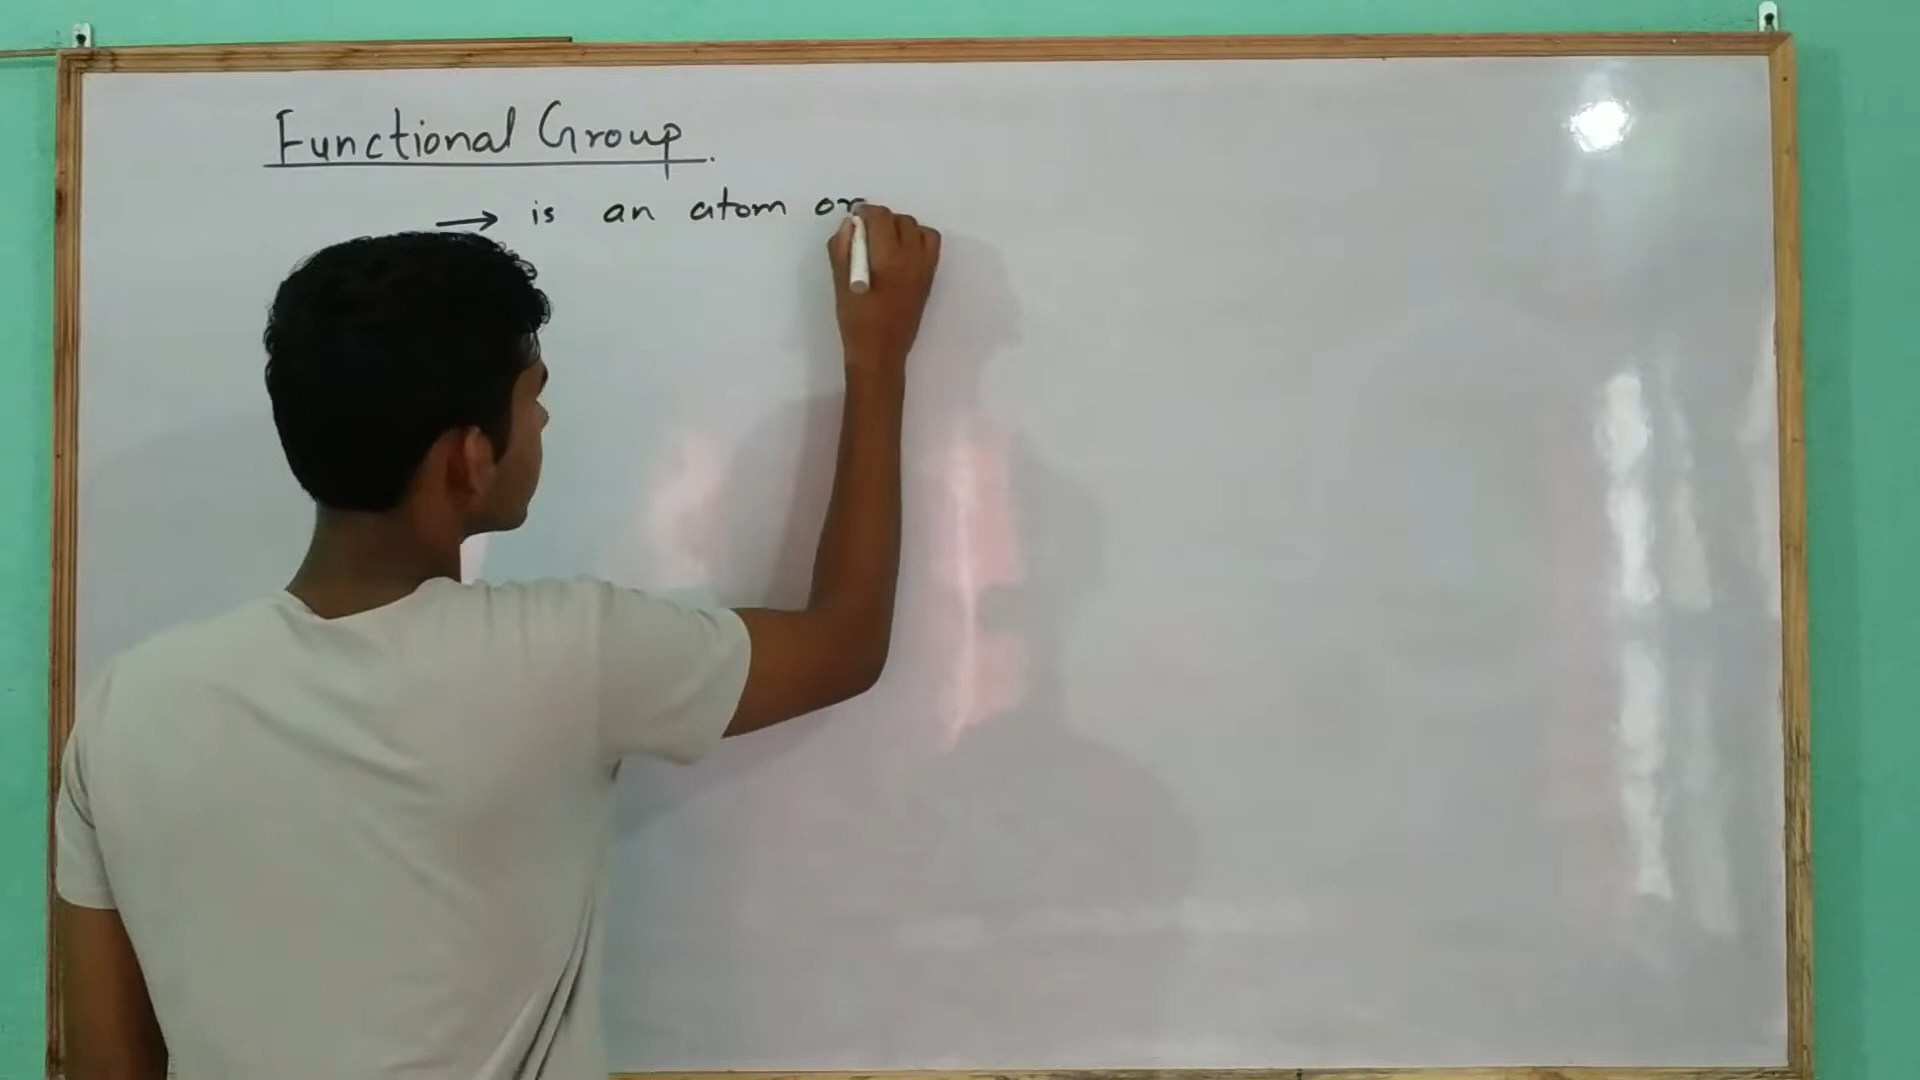 Functional Group.
→ is an atom or